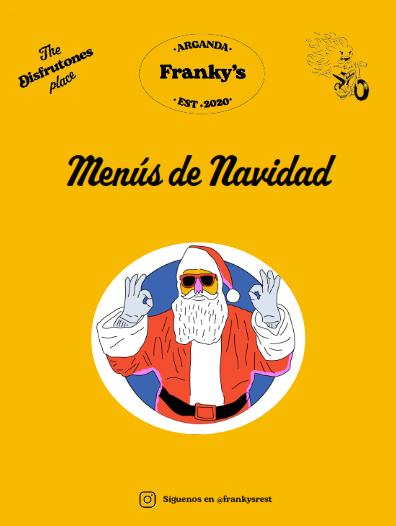 The
Disfrutones
place
·ARGANDA·
Franky's
·EST·2020·
Menús de Navidad
Síguenos en @frankysrest